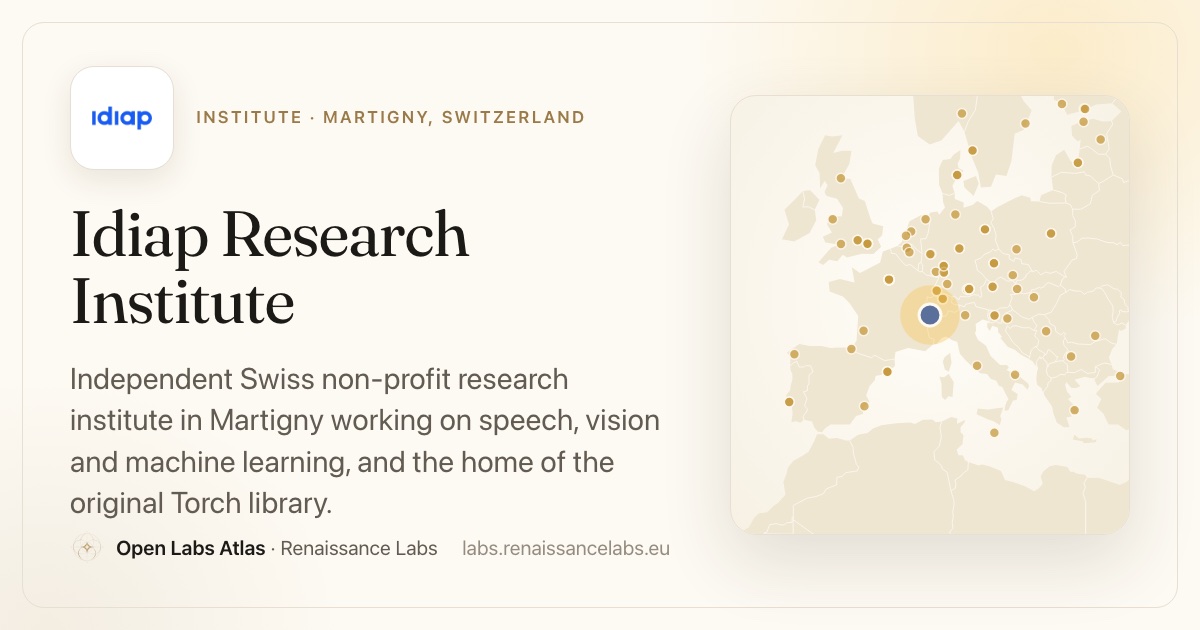 idiap
INSTITUTE · MARTIGNY, SWITZERLAND
Idiap Research
Institute
Independent Swiss non-profit research
institute in Martigny working on speech, vision
and machine learning, and the home of the
original Torch library.
Open Labs Atlas · Renaissance Labs labs.renaissancelabs.eu